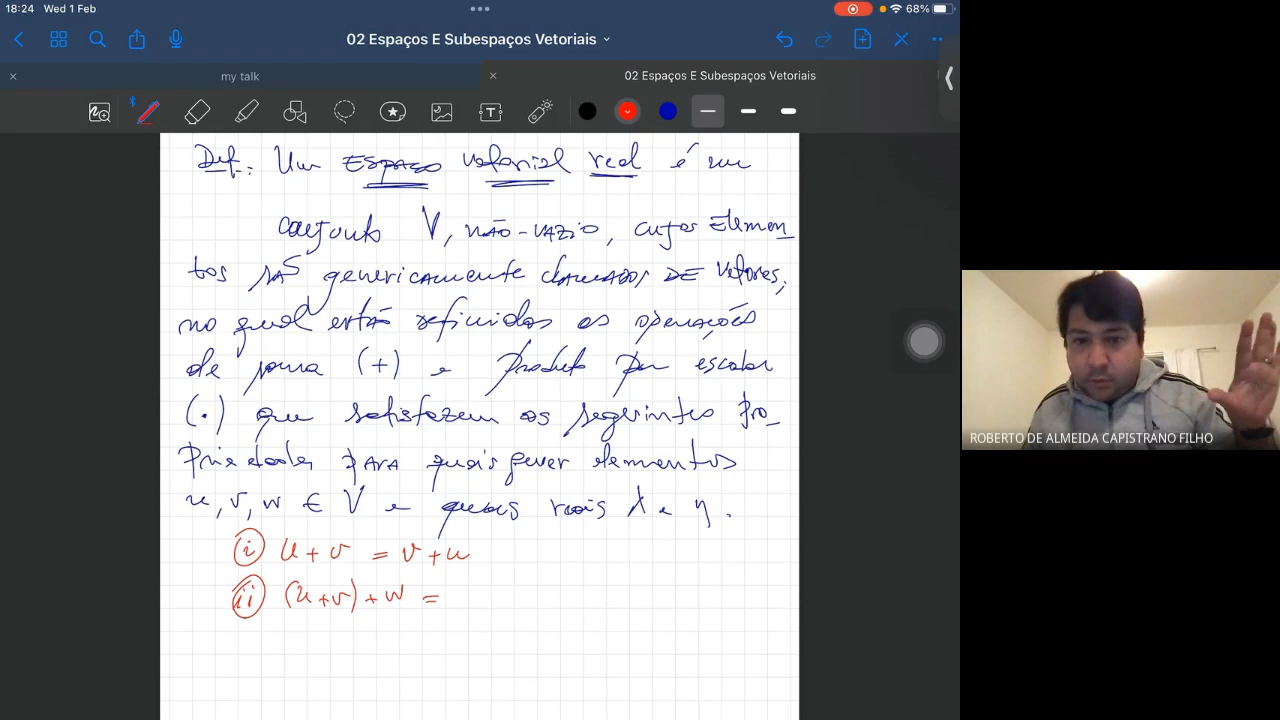 18:24 Wed 1 Feb
68%
02 Espaços E Subespaços Vetoriais
my talk
02 Espaços E Subespaços Vetoriais
Def.: Um ESPAÇO vetorial real é um
conjunto V, NÃO-VAZIO, cujos Elemen_
tos são genericamente CHAMADOS DE Vetores,
no qual estão definidas as operações
de soma (+) e Produto por escalar
(·) que satisfazem as seguintes Pro_
Priedades PARA quaisquer elementos
u, v, w ∈ V e quais reais λ e η.
(i) u + v = v + u
(ii) (u + v) + w =
ROBERTO DE ALMEIDA CAPISTRANO FILHO